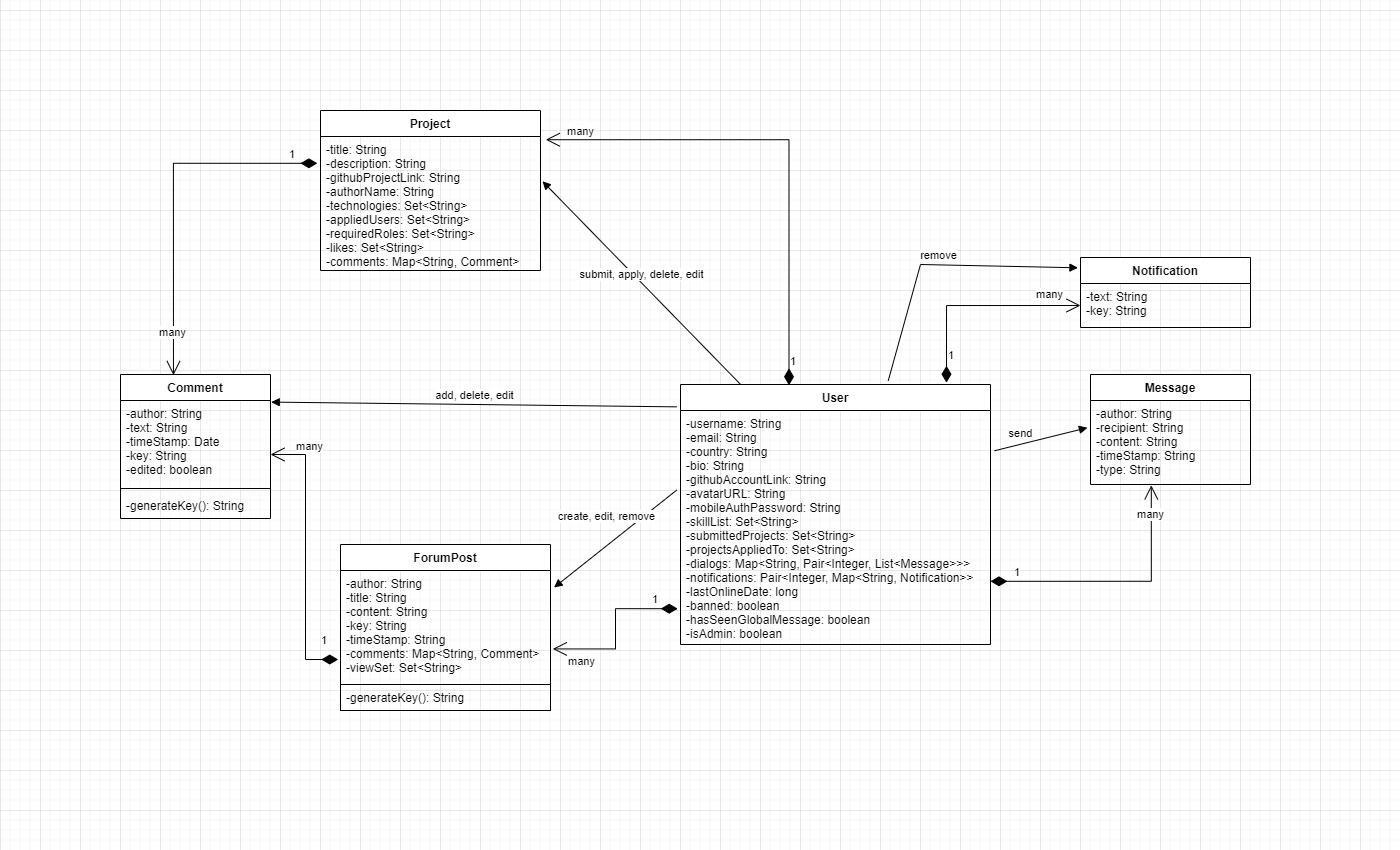 Project
-title: String
-description: String
-githubProjectLink: String
-authorName: String
-technologies: Set<String>
-appliedUsers: Set<String>
-requiredRoles: Set<String>
-likes: Set<String>
-comments: Map<String, Comment>
many
1
submit, apply, delete, edit
remove
Notification
-text: String
-key: String
many
1
1
many
Comment
-author: String
-text: String
-timeStamp: Date
-key: String
-edited: boolean
-generateKey(): String
add, delete, edit
many
User
-username: String
-email: String
-country: String
-bio: String
-githubAccountLink: String
-avatarURL: String
-mobileAuthPassword: String
-skillList: Set<String>
-submittedProjects: Set<String>
-projectsAppliedTo: Set<String>
-dialogs: Map<String, Pair<Integer, List<Message>>>
-notifications: Pair<Integer, Map<String, Notification>>
-lastOnlineDate: long
-banned: boolean
-hasSeenGlobalMessage: boolean
-isAdmin: boolean
send
Message
-author: String
-recipient: String
-content: String
-timeStamp: String
-type: String
many
1
create, edit, remove
ForumPost
-author: String
-title: String
-content: String
-key: String
-timeStamp: String
-comments: Map<String, Comment>
-viewSet: Set<String>
-generateKey(): String
1
1
many